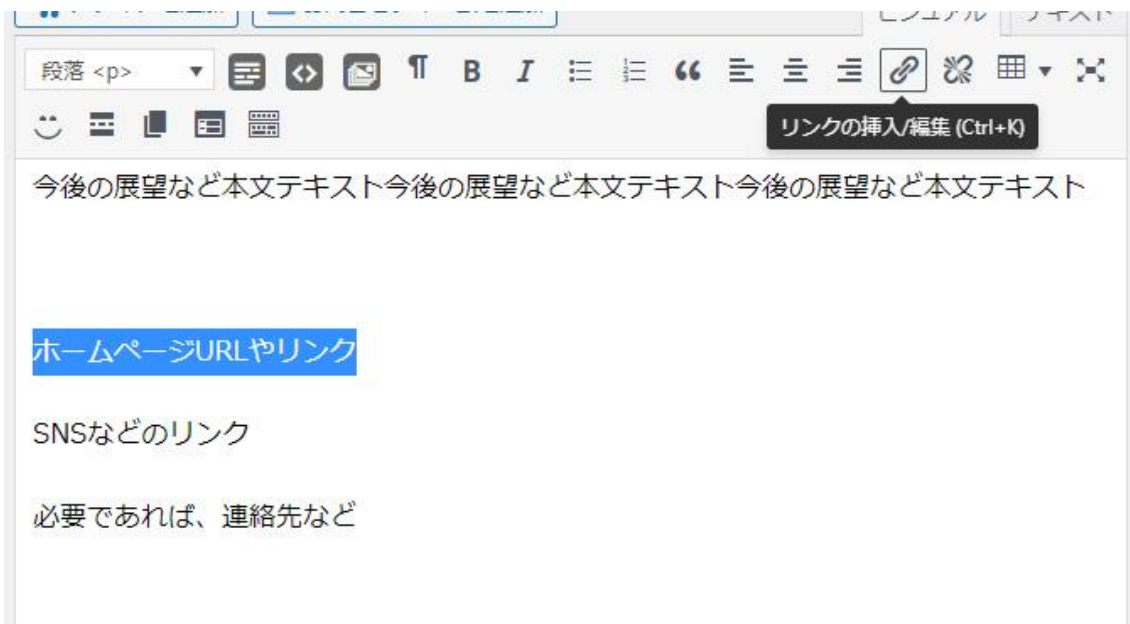 ビジュアル テキスト
段落 <p>
リンクの挿入/編集 (Ctrl+K)
今後の展望など本文テキスト今後の展望など本文テキスト今後の展望など本文テキスト
ホームページURLやリンク
SNSなどのリンク
必要であれば、連絡先など